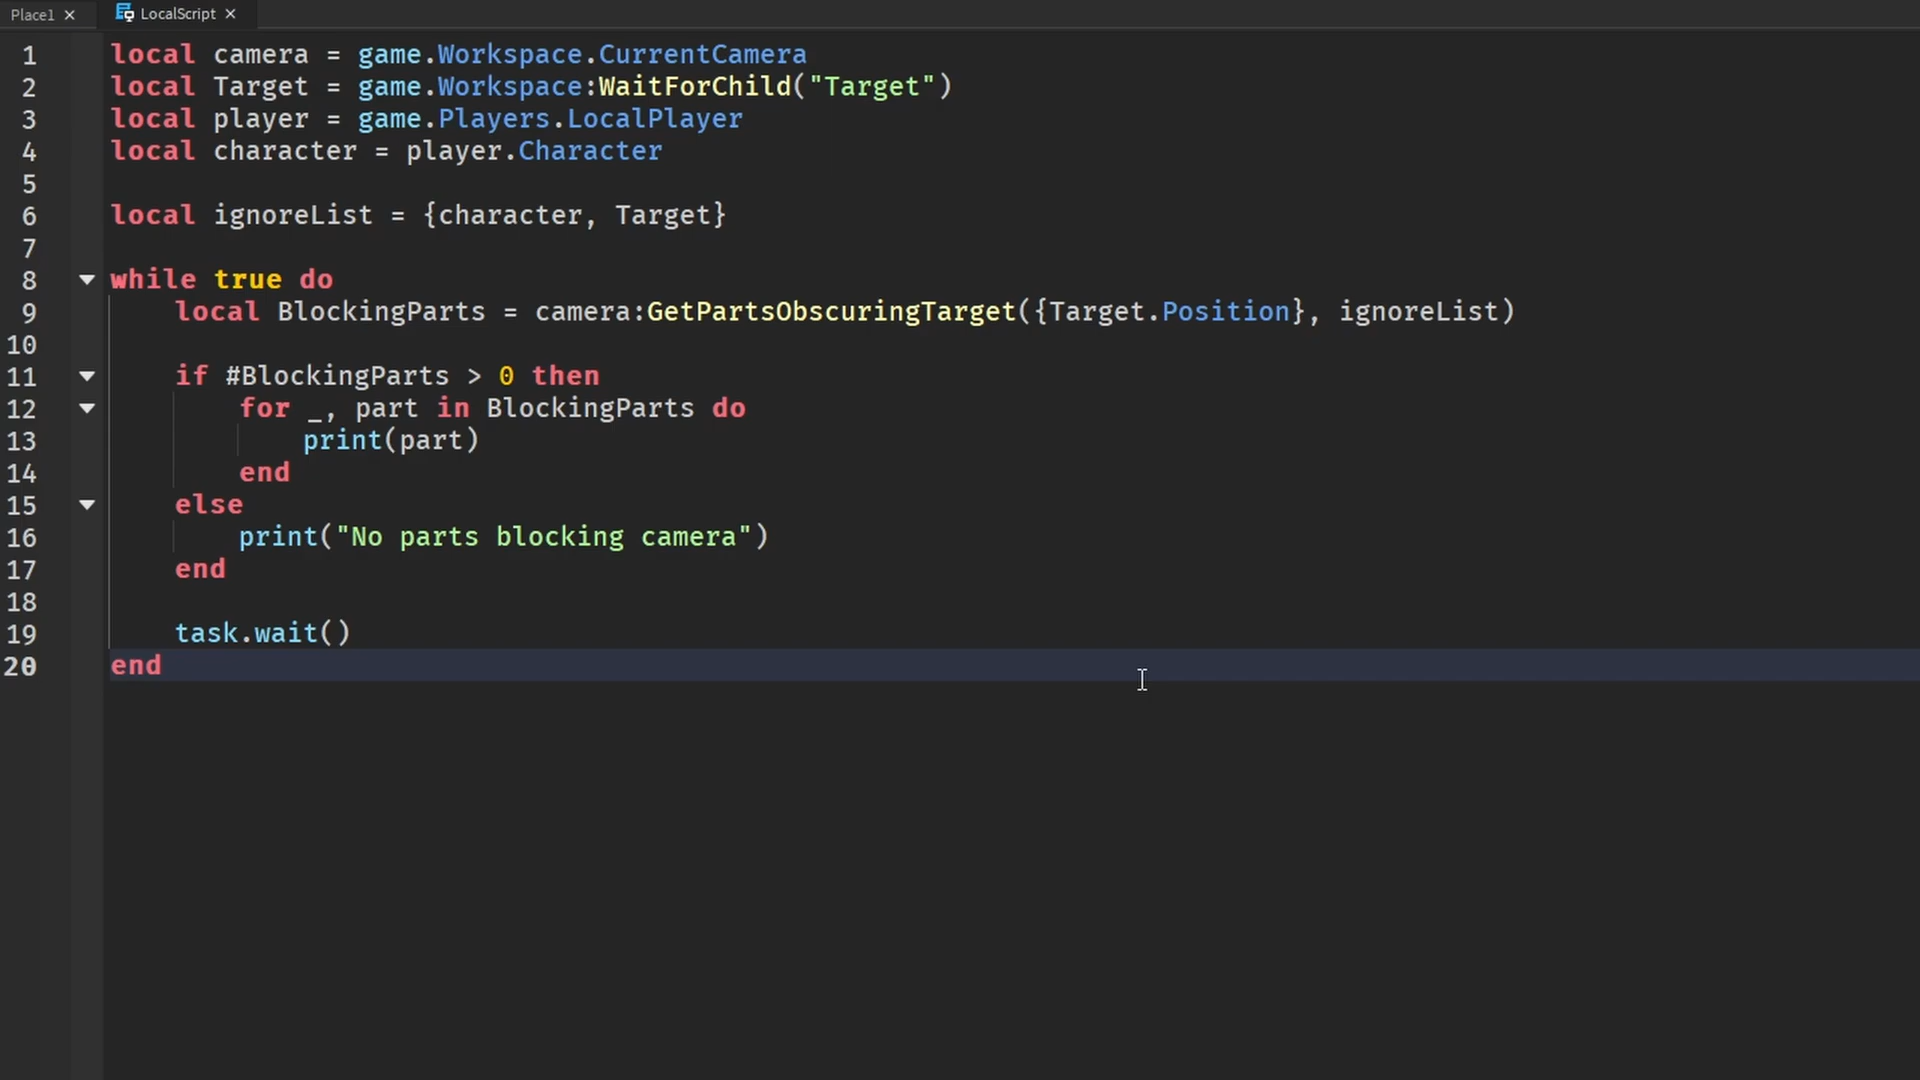 Place1 × LocalScript ×
1 local camera = game.Workspace.CurrentCamera
2 local Target = game.Workspace:WaitForChild("Target")
3 local player = game.Players.LocalPlayer
4 local character = player.Character
5
6 local ignoreList = {character, Target}
7
8 while true do
9 local BlockingParts = camera:GetPartsObscuringTarget({Target.Position}, ignoreList)
10
11 if #BlockingParts > 0 then
12 for _, part in BlockingParts do
13 print(part)
14 end
15 else
16 print("No parts blocking camera")
17 end
18
19 task.wait()
20 end